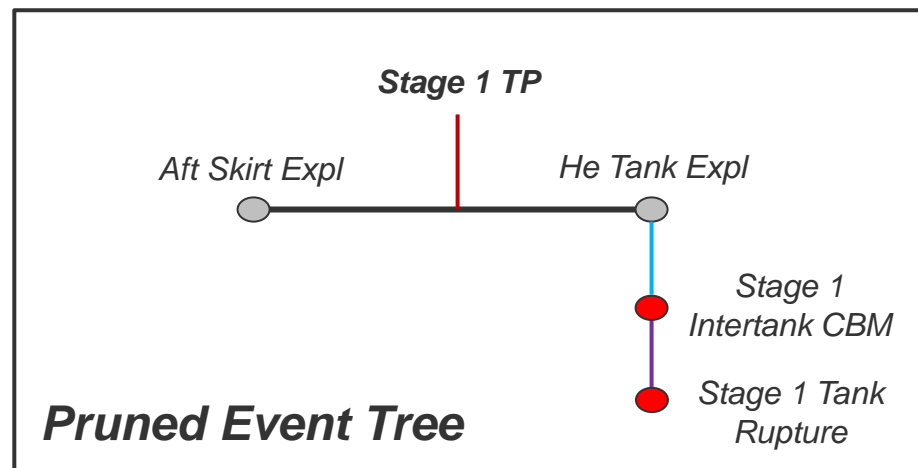 Stage 1 TP
Aft Skirt Expl
He Tank Expl
Stage 1
Intertank CBM
Stage 1 Tank
Rupture
Pruned Event Tree